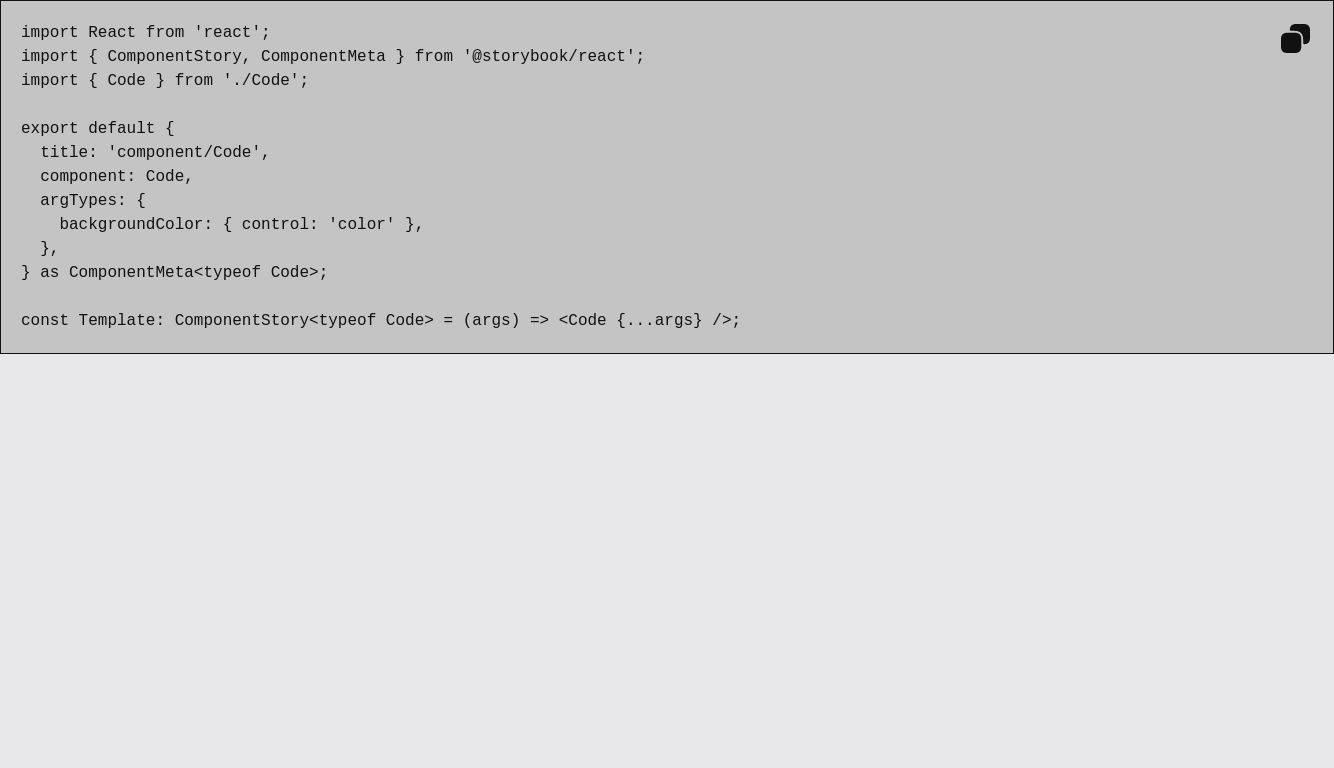 import React from 'react';
import { ComponentStory, ComponentMeta } from '@storybook/react';
import { Code } from './Code';

export default {
  title: 'component/Code',
  component: Code,
  argTypes: {
    backgroundColor: { control: 'color' },
  },
} as ComponentMeta<typeof Code>;

const Template: ComponentStory<typeof Code> = (args) => <Code {...args} />;